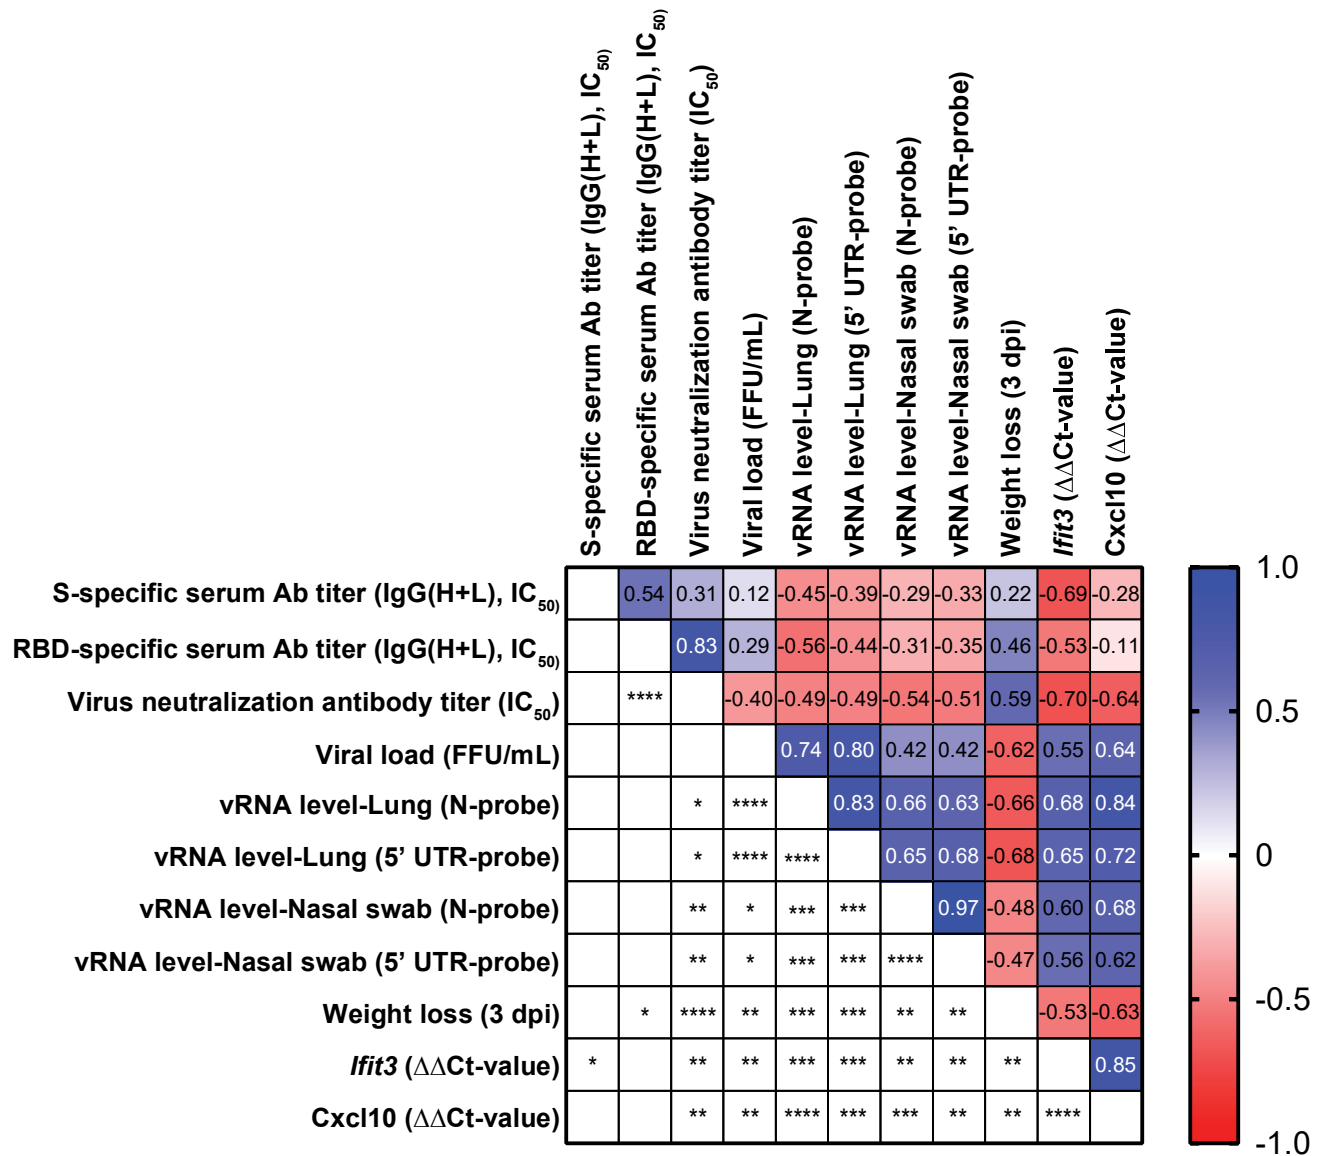 S-specific serum Ab titer (IgG(H+L), IC50)
RBD-specific serum Ab titer (IgG(H+L), IC50)
Virus neutralization antibody titer (IC50)
Viral load (FFU/mL)
vRNA level-Lung (N-probe)
vRNA level-Lung (5’ UTR-probe)
vRNA level-Nasal swab (N-probe)
vRNA level-Nasal swab (5’ UTR-probe)
Weight loss (3 dpi)
Ifit3 (∆∆Ct-value)
Cxcl10 (∆∆Ct-value)
S-specific serum Ab titer (IgG(H+L), IC50) 0.54 0.31 0.12 -0.45 -0.39 -0.29 -0.33 0.22 -0.69 -0.28
RBD-specific serum Ab titer (IgG(H+L), IC50) 0.83 0.29 -0.56 -0.44 -0.31 -0.35 0.46 -0.53 -0.11
Virus neutralization antibody titer (IC50) **** -0.40 -0.49 -0.49 -0.54 -0.51 0.59 -0.70 -0.64
Viral load (FFU/mL) 0.74 0.80 0.42 0.42 -0.62 0.55 0.64
vRNA level-Lung (N-probe) * **** 0.83 0.66 0.63 -0.66 0.68 0.84
vRNA level-Lung (5’ UTR-probe) * **** **** 0.65 0.68 -0.68 0.65 0.72
vRNA level-Nasal swab (N-probe) ** * *** *** 0.97 -0.48 0.60 0.68
vRNA level-Nasal swab (5’ UTR-probe) ** * *** *** **** -0.47 0.56 0.62
Weight loss (3 dpi) * **** ** *** *** ** ** -0.53 -0.63
Ifit3 (∆∆Ct-value) * ** ** *** *** ** ** ** 0.85
Cxcl10 (∆∆Ct-value) ** ** **** *** *** ** ** ****
1.0
0.5
0
-0.5
-1.0